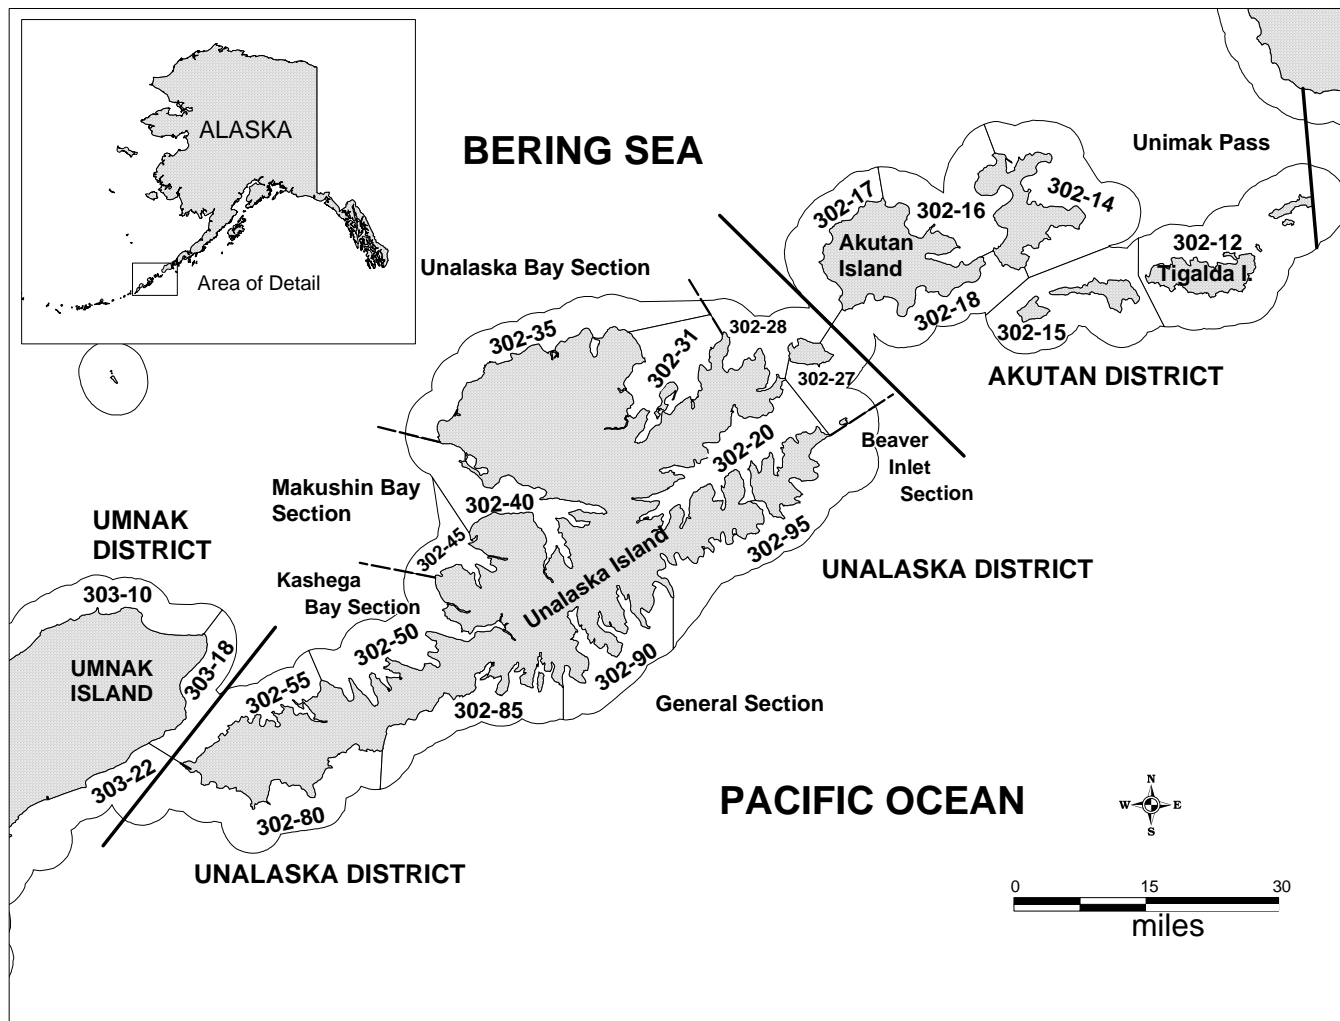 ALASKA
Area of Detail
BERING SEA
Unimak Pass
302-17
302-16
302-14
302-12
Akutan
Island
Tigalda I.
302-18
302-15
AKUTAN DISTRICT
Unalaska Bay Section
302-35
302-31
302-28
302-27
302-20
Beaver
Inlet
Section
Makushin Bay
Section
302-40
302-45
Unalaska Island
302-95
UNALASKA DISTRICT
UMNAK
DISTRICT
Kashega
Bay Section
303-10
303-18
UMNAK
ISLAND
302-50
302-55
302-90
302-85
General Section
303-22
302-80
PACIFIC OCEAN
UNALASKA DISTRICT
N
W E
S
0 15 30
miles